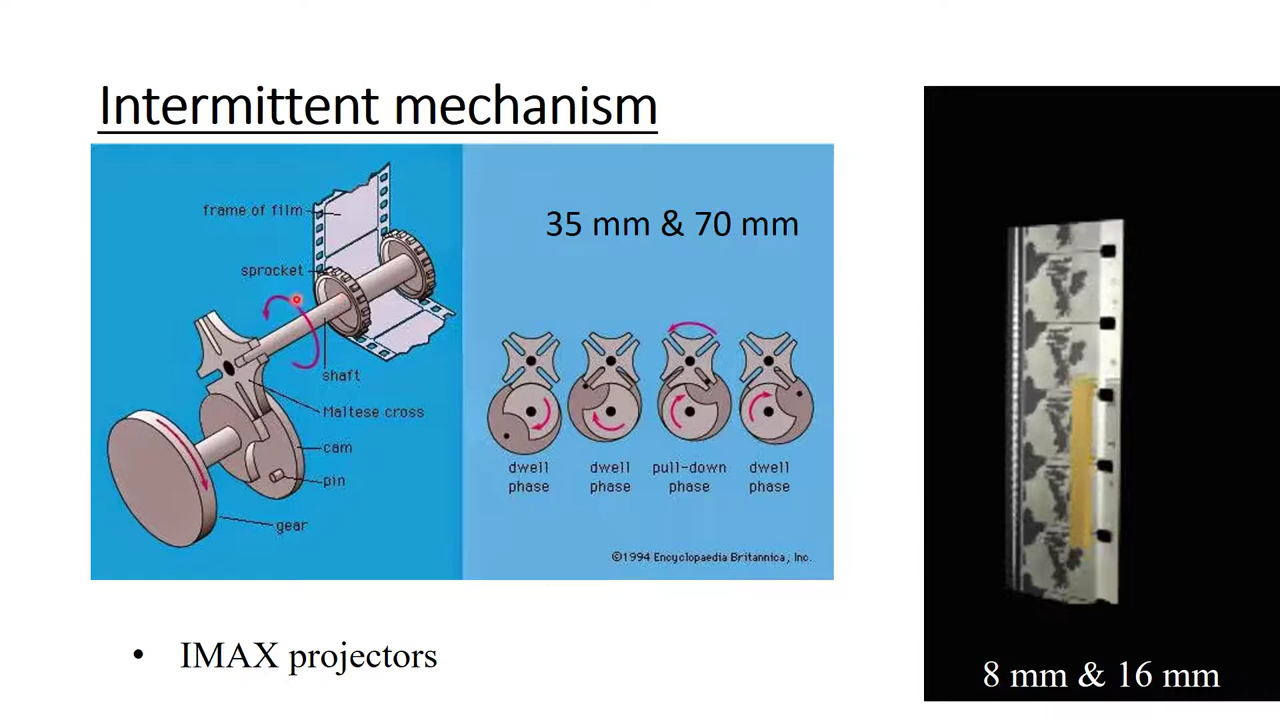 Intermittent mechanism
frame of film
35 mm & 70 mm
sprocket
shaft
Maltese cross
cam
pin
gear
dwell phase
dwell phase
pull-down phase
dwell phase
©1994 Encyclopaedia Britannica, Inc.
• IMAX projectors
8 mm & 16 mm